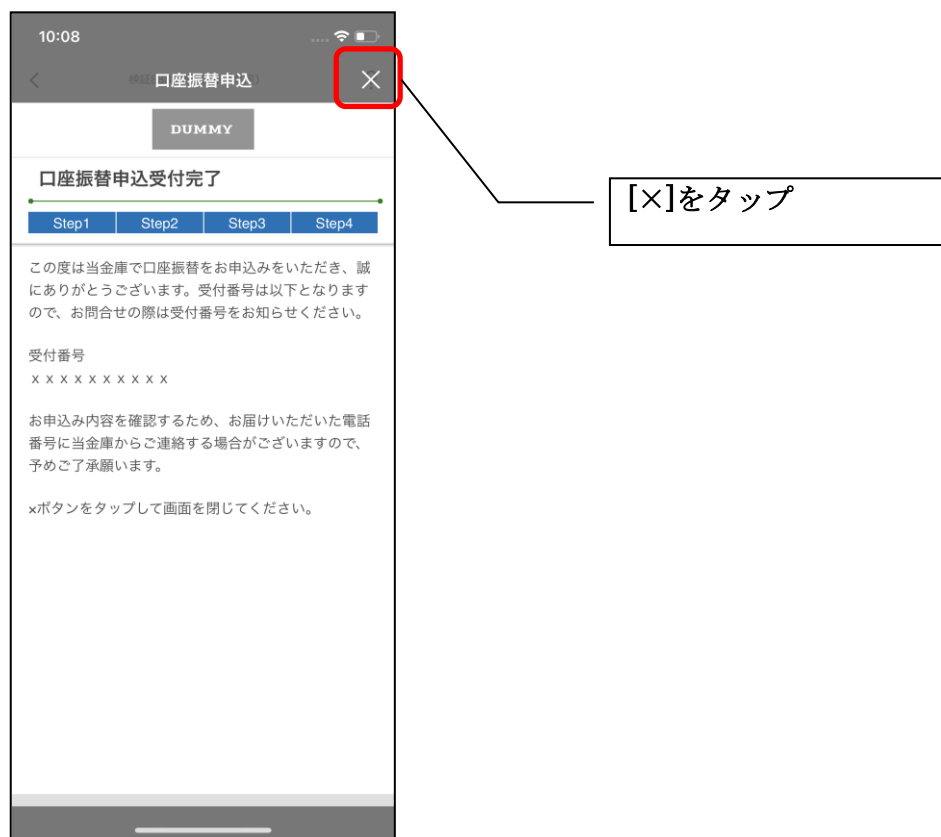 10:08
口座振替申込
DUMMY
口座振替申込受付完了
Step1 Step2 Step3 Step4
この度は当金庫で口座振替をお申込みをいただき、誠
にありがとうございます。受付番号は以下となります
ので、お問合せの際は受付番号をお知らせください。
受付番号
ｘｘｘｘｘｘｘｘｘｘ
お申込み内容を確認するため、お届けいただいた電話
番号に当金庫からご連絡する場合がございますので、
予めご了承願います。
×ボタンをタップして画面を閉じてください。
[×]をタップ